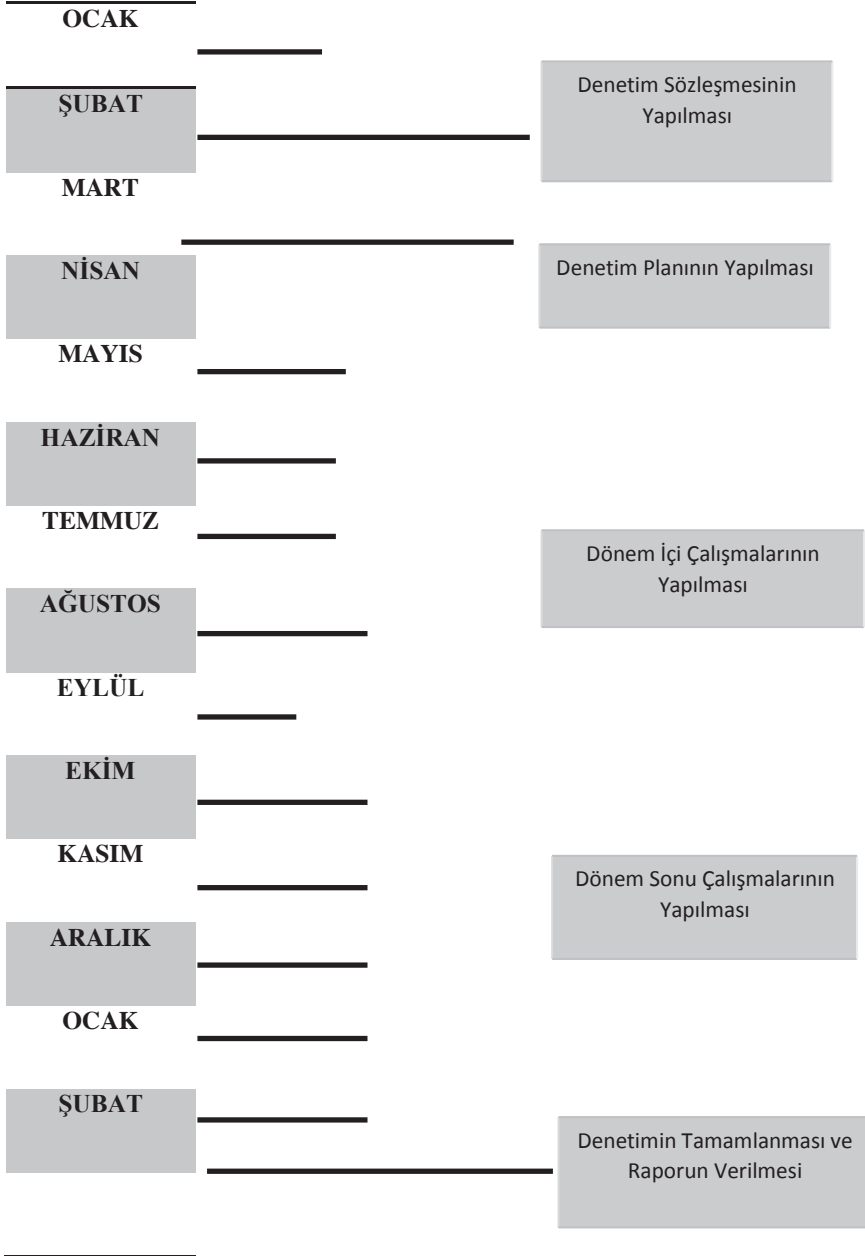 OCAK
Denetim Sözleşmesinin
Yapılması
ŞUBAT
MART
Denetim Planının Yapılması
NİSAN
MAYIS
HAZİRAN
TEMMUZ
Dönem İçi Çalışmalarının
Yapılması
AĞUSTOS
EYLÜL
EKİM
KASIM
Dönem Sonu Çalışmalarının
Yapılması
ARALIK
OCAK
ŞUBAT
Denetimin Tamamlanması ve
Raporun Verilmesi